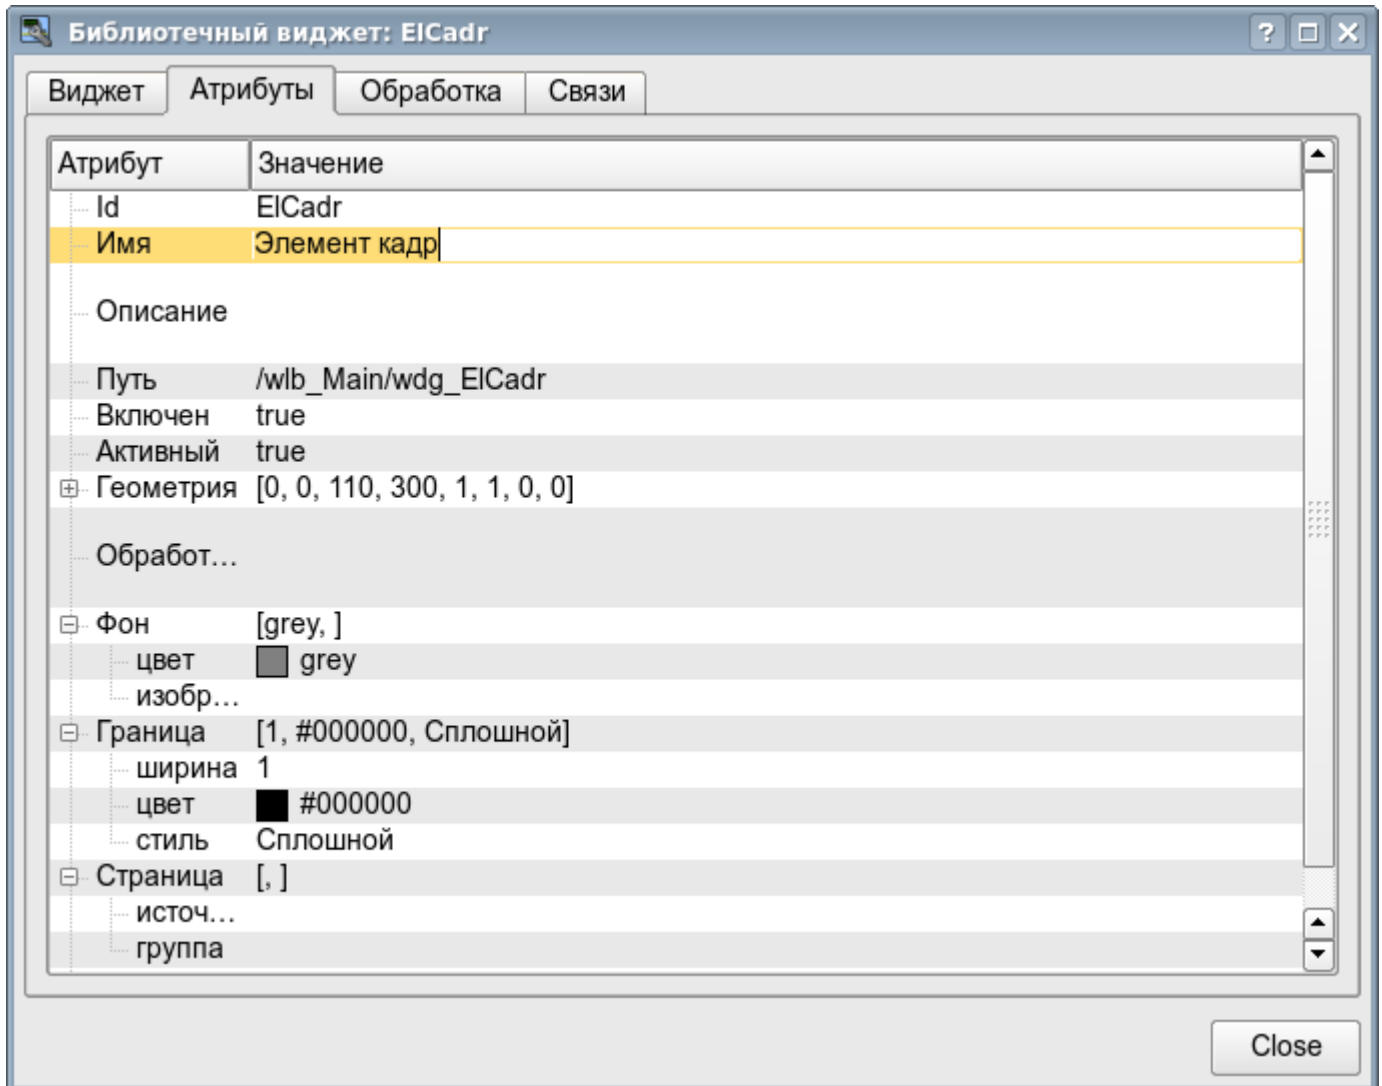 Библиотечный виджет: ElCadr
Виджет Атрибуты Обработка Связи
Атрибут Значение
Id ElCadr
Имя Элемент кадр
Описание
Путь /wlb_Main/wdg_ElCadr
Включен true
Активный true
Геометрия [0, 0, 110, 300, 1, 1, 0, 0]
Обработ...
Фон [grey, ]
цвет grey
изобр...
Граница [1, #000000, Сплошной]
ширина 1
цвет #000000
стиль Сплошной
Страница [, ]
источ...
группа
Close